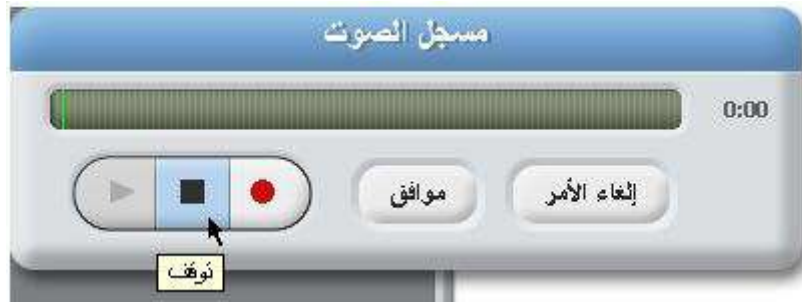 مسجل الصوت
0:00
موافق
إلغاء الأمر
توقف